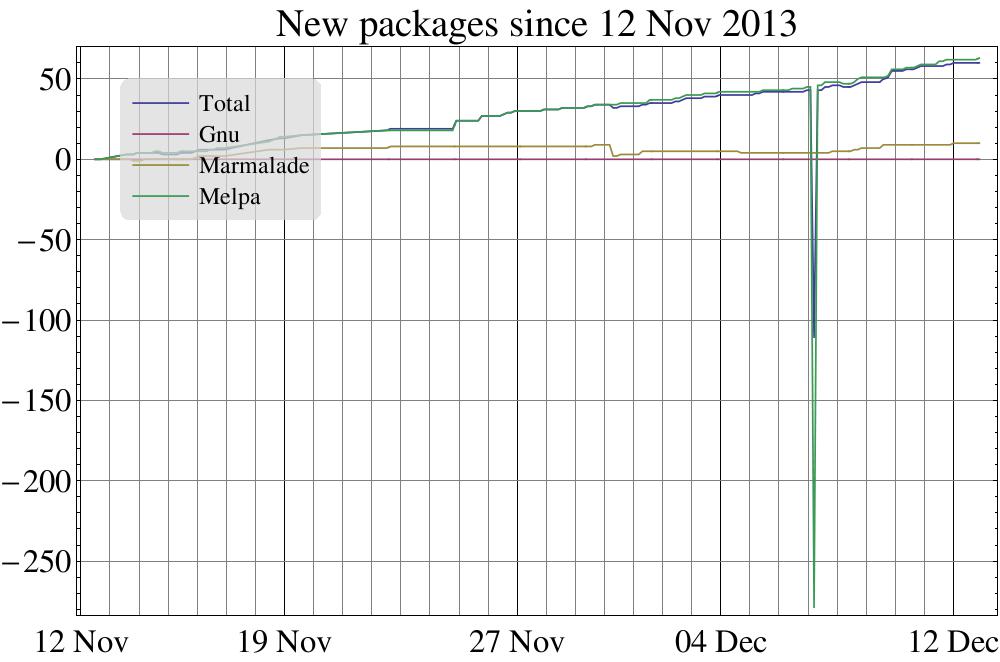 New packages since 12 Nov 2013
50
0
−50
−100
−150
−200
−250
Total
Gnu
Marmalade
Melpa
12 Nov 19 Nov 27 Nov 04 Dec 12 Dec